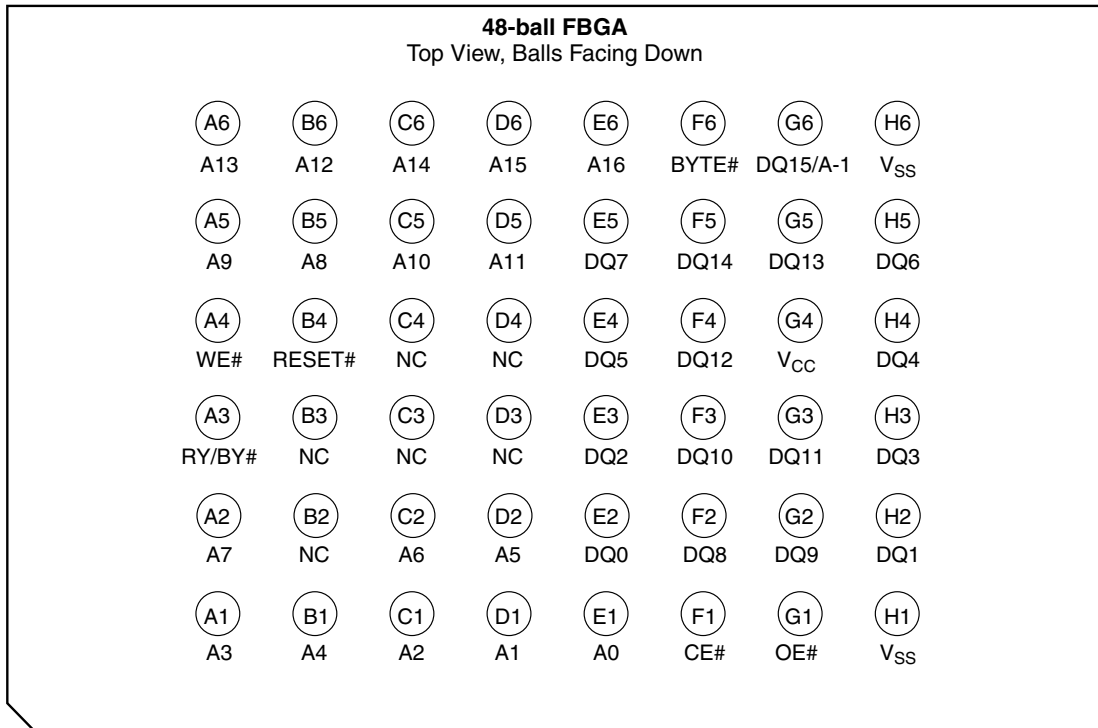 48-ball FBGA
Top View, Balls Facing Down
A6 B6 C6 D6 E6 F6 G6 H6
A13 A12 A14 A15 A16 BYTE# DQ15/A-1 VSS
A5 B5 C5 D5 E5 F5 G5 H5
A9 A8 A10 A11 DQ7 DQ14 DQ13 DQ6
A4 B4 C4 D4 E4 F4 G4 H4
WE# RESET# NC NC DQ5 DQ12 VCC DQ4
A3 B3 C3 D3 E3 F3 G3 H3
RY/BY# NC NC NC DQ2 DQ10 DQ11 DQ3
A2 B2 C2 D2 E2 F2 G2 H2
A7 NC A6 A5 DQ0 DQ8 DQ9 DQ1
A1 B1 C1 D1 E1 F1 G1 H1
A3 A4 A2 A1 A0 CE# OE# VSS